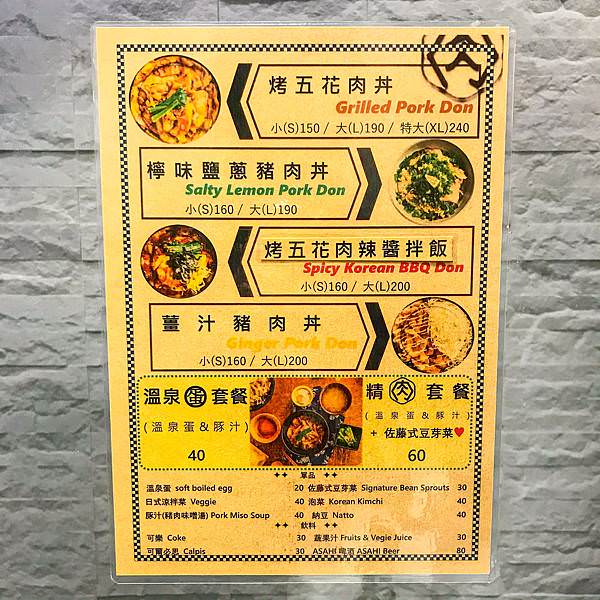 肉
烤五花肉丼
Grilled Pork Don
小(S)150 / 大(L)190 / 特大(XL)240
檸味鹽蔥豬肉丼
Salty Lemon Pork Don
小(S)160 / 大(L)190
烤五花肉辣醬拌飯
Spicy Korean BBQ Don
小(S)160 / 大(L)200
薑汁豬肉丼
Ginger Pork Don
小(S)160 / 大(L)200
溫泉蛋套餐
(溫泉蛋&豚汁)
40
精肉套餐
(溫泉蛋&豚汁)
+ 佐藤式豆芽菜♥
60
單品
溫泉蛋 soft boiled egg 20 佐藤式豆芽菜 Signature Bean Sprouts 30
日式涼拌菜 Veggie 40 泡菜 Korean Kimchi 40
豚汁(豬肉味噌湯) Pork Miso Soup 40 納豆 Natto 40
飲料
可樂 Coke 30 蔬果汁 Fruits & Vegie Juice 30
可爾必思 Calpis 30 ASAHI 啤酒 ASAHI Beer 80